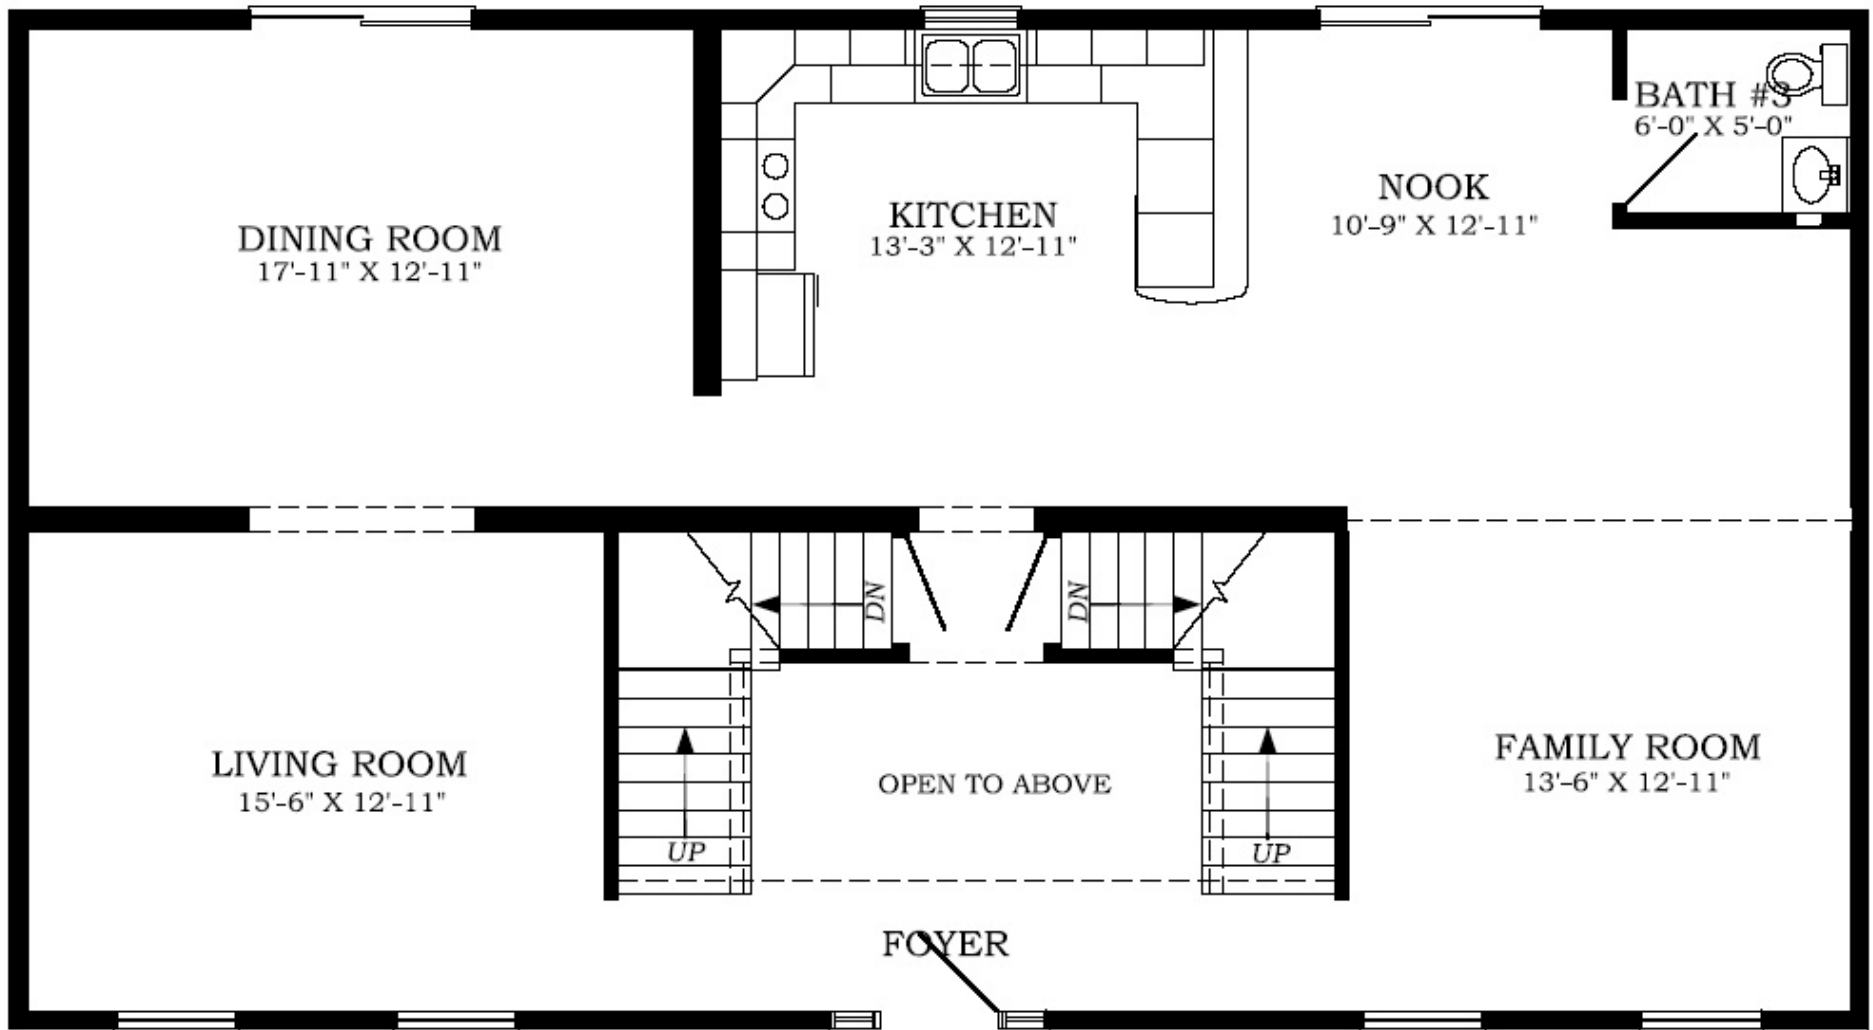 BATH #3
6'-0" X 5'-0"
NOOK
10'-9" X 12'-11"
KITCHEN
13'-3" X 12'-11"
DINING ROOM
17'-11" X 12'-11"
DN
DN
LIVING ROOM
15'-6" X 12'-11"
UP
OPEN TO ABOVE
UP
FAMILY ROOM
13'-6" X 12'-11"
FOYER